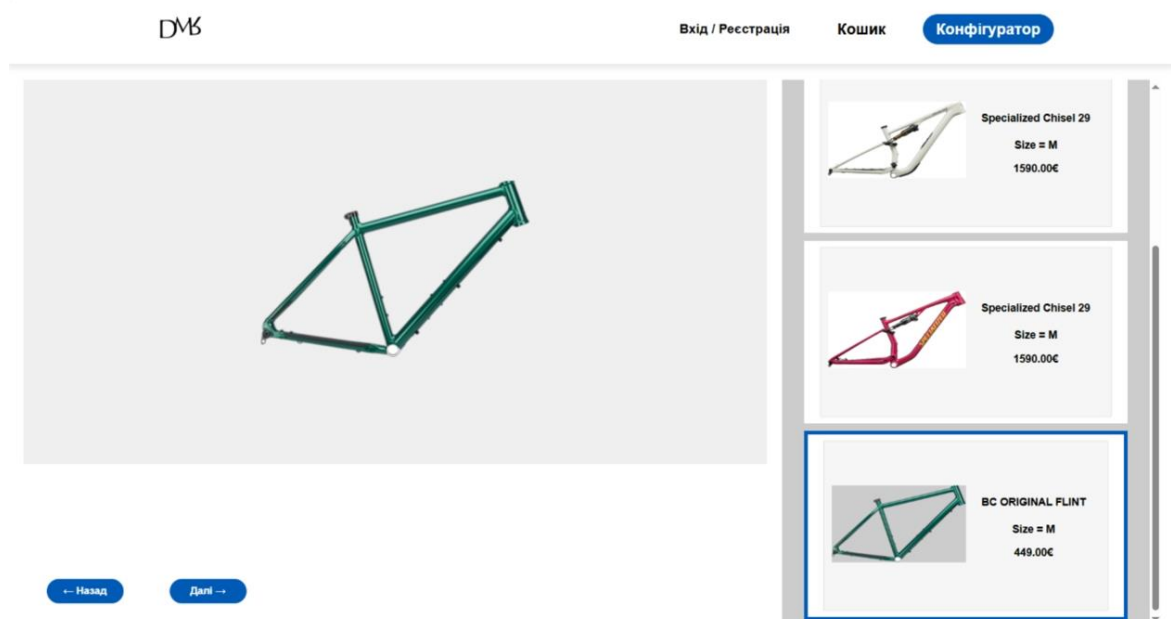 DMR
Вхід / Реєстрація
Кошик
Конфігуратор
Specialized Chisel 29
Size = M
1590.00€
Specialized Chisel 29
Size = M
1590.00€
BC ORIGINAL FLINT
Size = M
449.00€
← Назад
Далі →